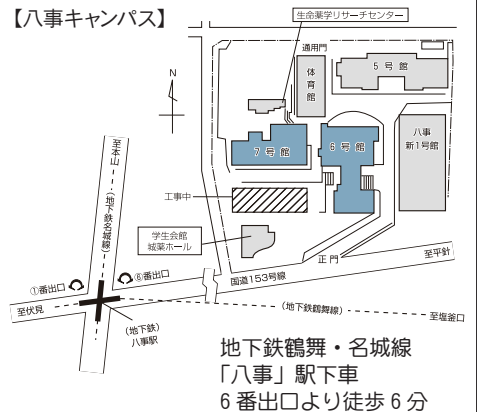 【八事キャンパス】
生命薬学リサーチセンター
通用門
5号館
体育館
N
7号館
6号館
八事新1号館
至本山
(地下鉄名城線)
工事中
学生会館
城薬ホール
正門
至平針
国道153号線
①番出口
⑥番出口
至伏見
(地下鉄鶴舞線)
至塩釜口
(地下鉄)
八事駅
地下鉄鶴舞・名城線
「八事」駅下車
6番出口より徒歩6分